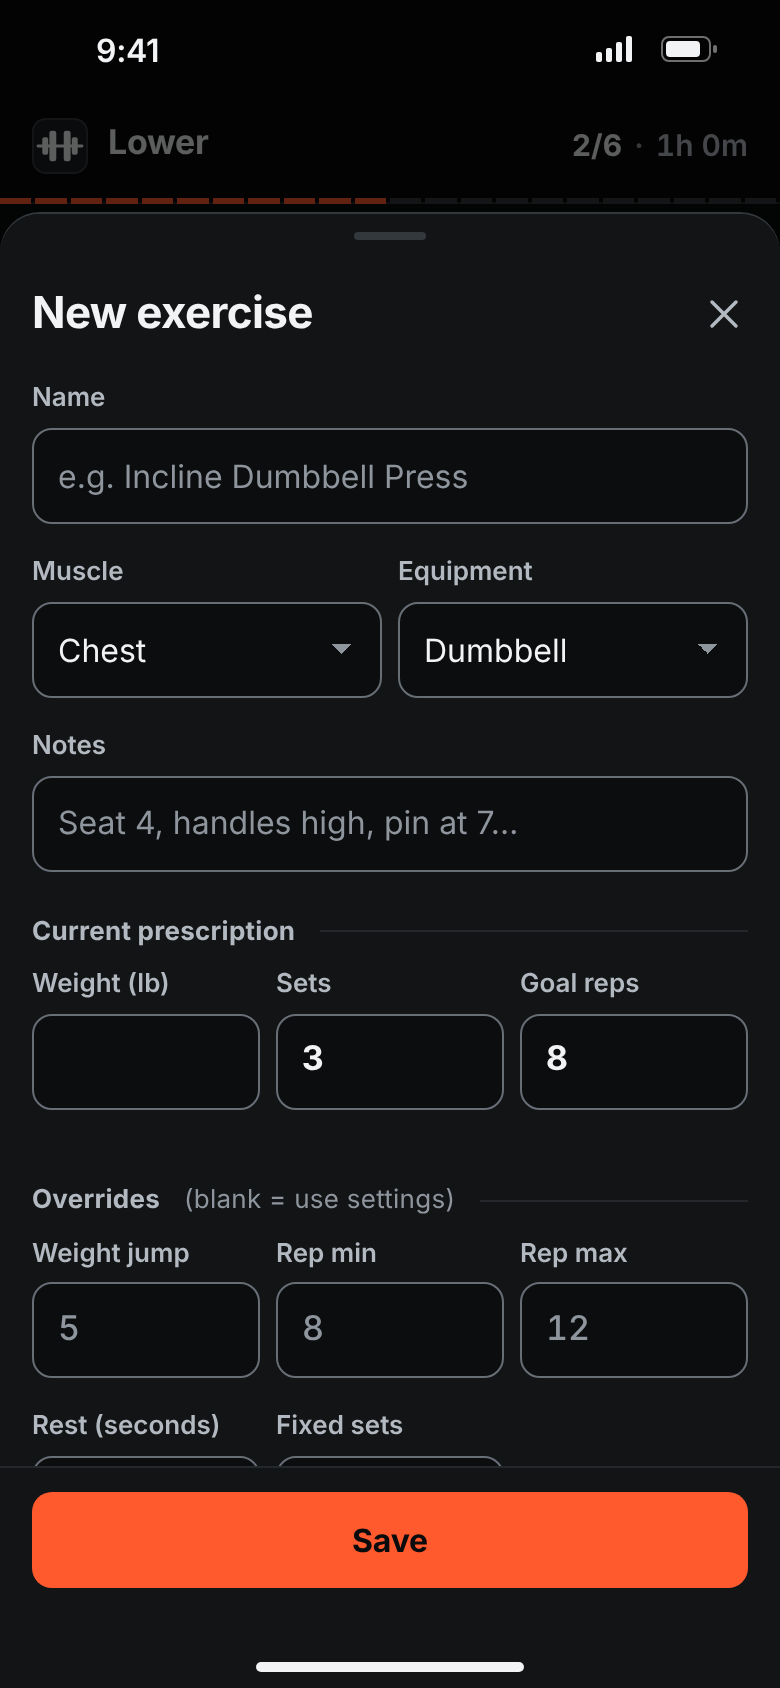 9:41
Lower
2/6 · 1h 0m
New exercise
Name
e.g. Incline Dumbbell Press
Muscle
Equipment
Chest
Dumbbell
Notes
Seat 4, handles high, pin at 7...
Current prescription
Weight (lb)
Sets
Goal reps
3
8
Overrides (blank = use settings)
Weight jump
Rep min
Rep max
5
8
12
Rest (seconds)
Fixed sets
Save